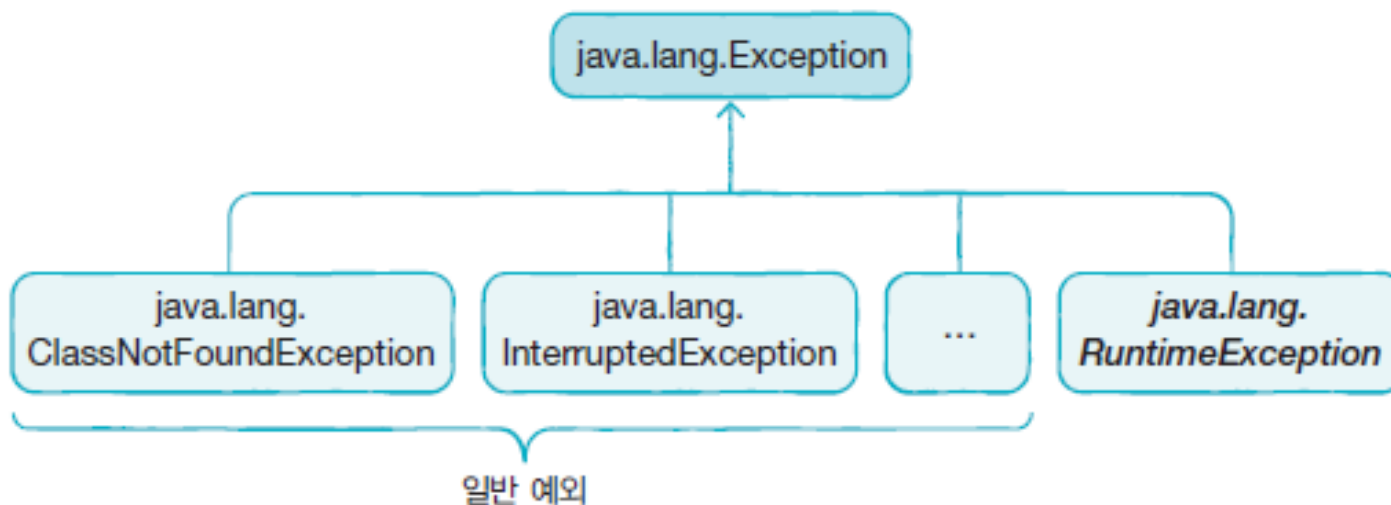 java.lang.Exception
java.lang.
ClassNotFoundException
java.lang.
InterruptedException
...
java.lang.
RuntimeException
일반 예외